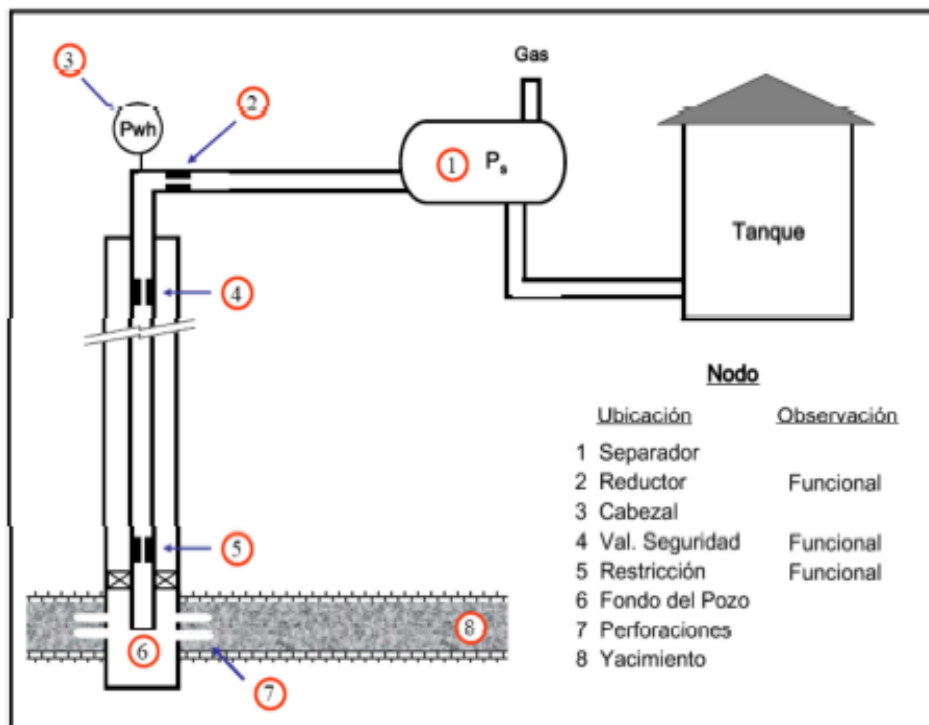 3
Gas
2
Pwh
1 Ps
Tanque
4
Nodo
Ubicación Observación
1 Separador
2 Reductor Funcional
3 Cabezal
4 Val. Seguridad Funcional
5 Restricción Funcional
6 Fondo del Pozo
7 Perforaciones
8 Yacimiento
5
8
6
7